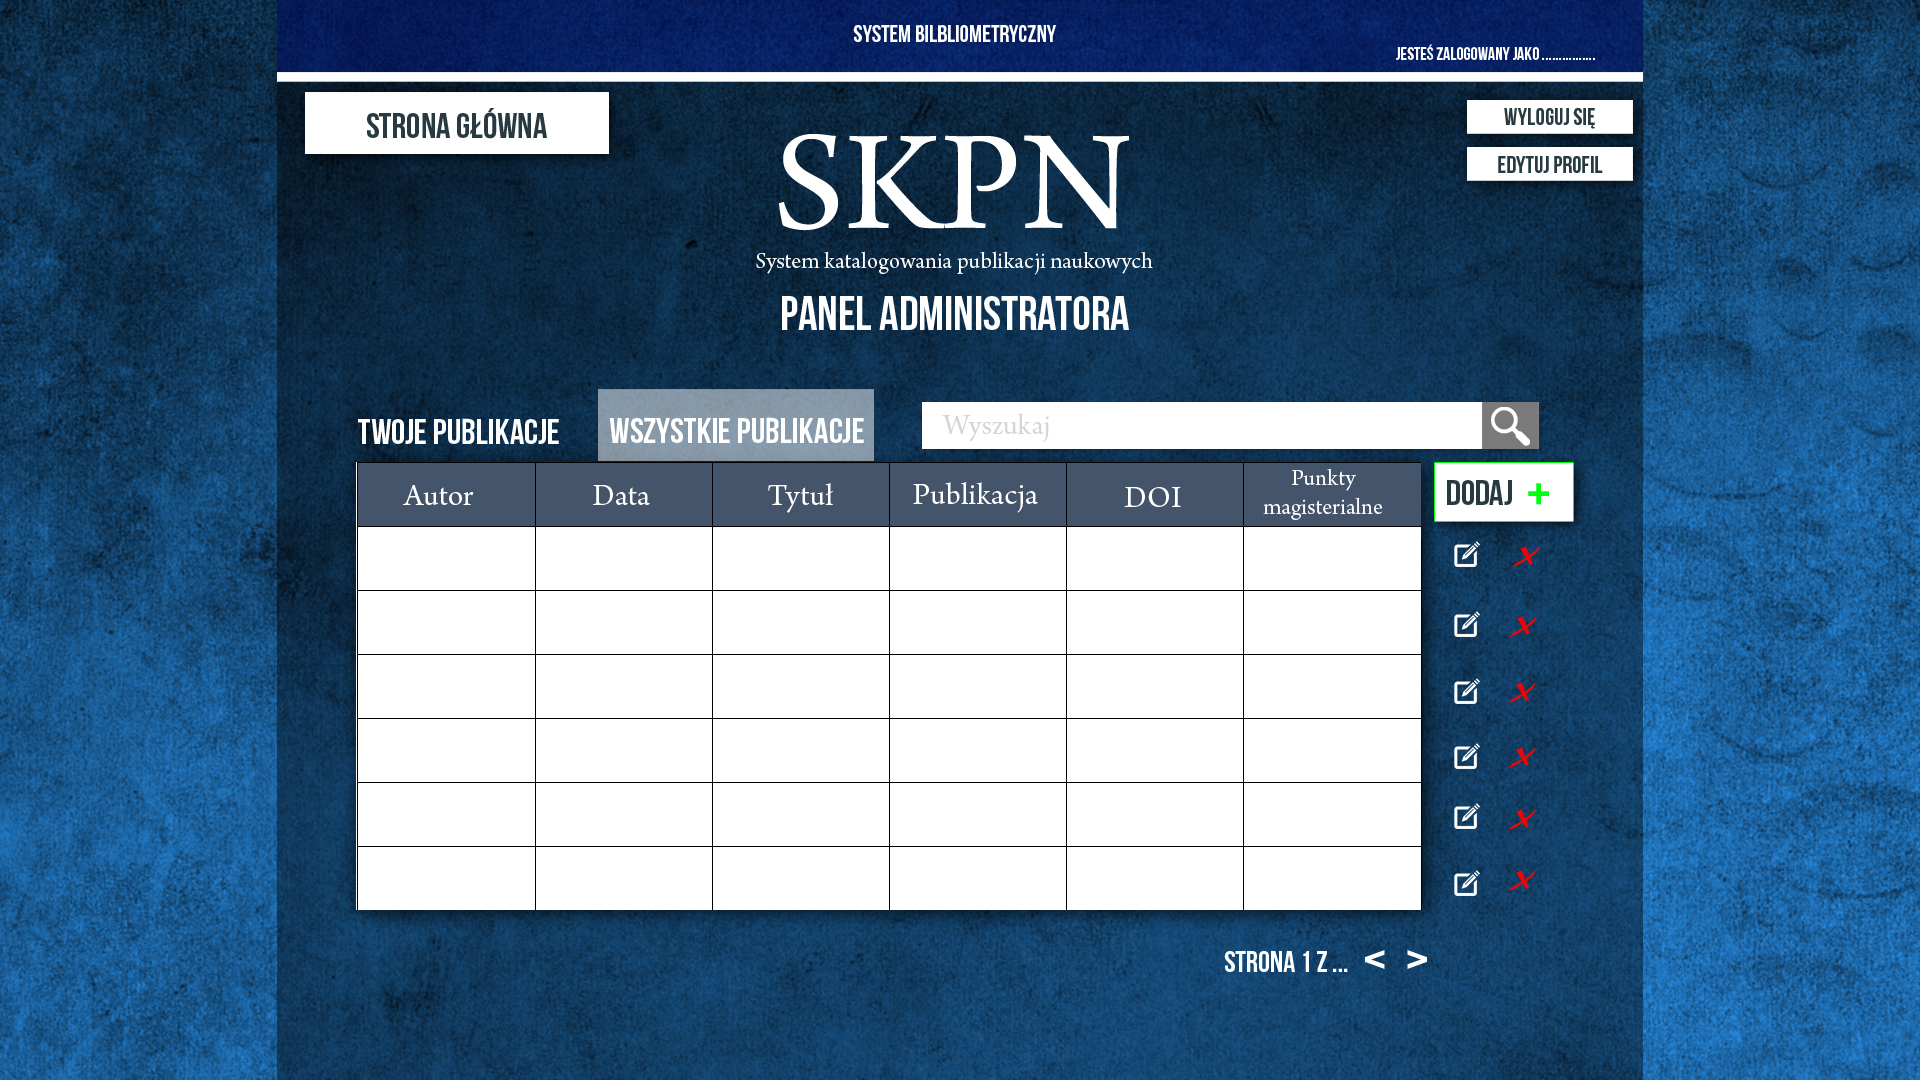 SYSTEM BILBLIOMETRYCZNY
JESTEŚ ZALOGOWANY JAKO ................
STRONA GŁÓWNA
WYLOGUJ SIĘ
EDYTUJ PROFIL
SKPN
System katalogowania publikacji naukowych
PANEL ADMINISTRATORA
TWOJE PUBLIKACJE
WSZYSTKIE PUBLIKACJE
Wyszukaj
Autor
Data
Tytuł
Publikacja
DOI
Punkty
magisterialne
DODAJ +
STRONA 1 Z ... < >